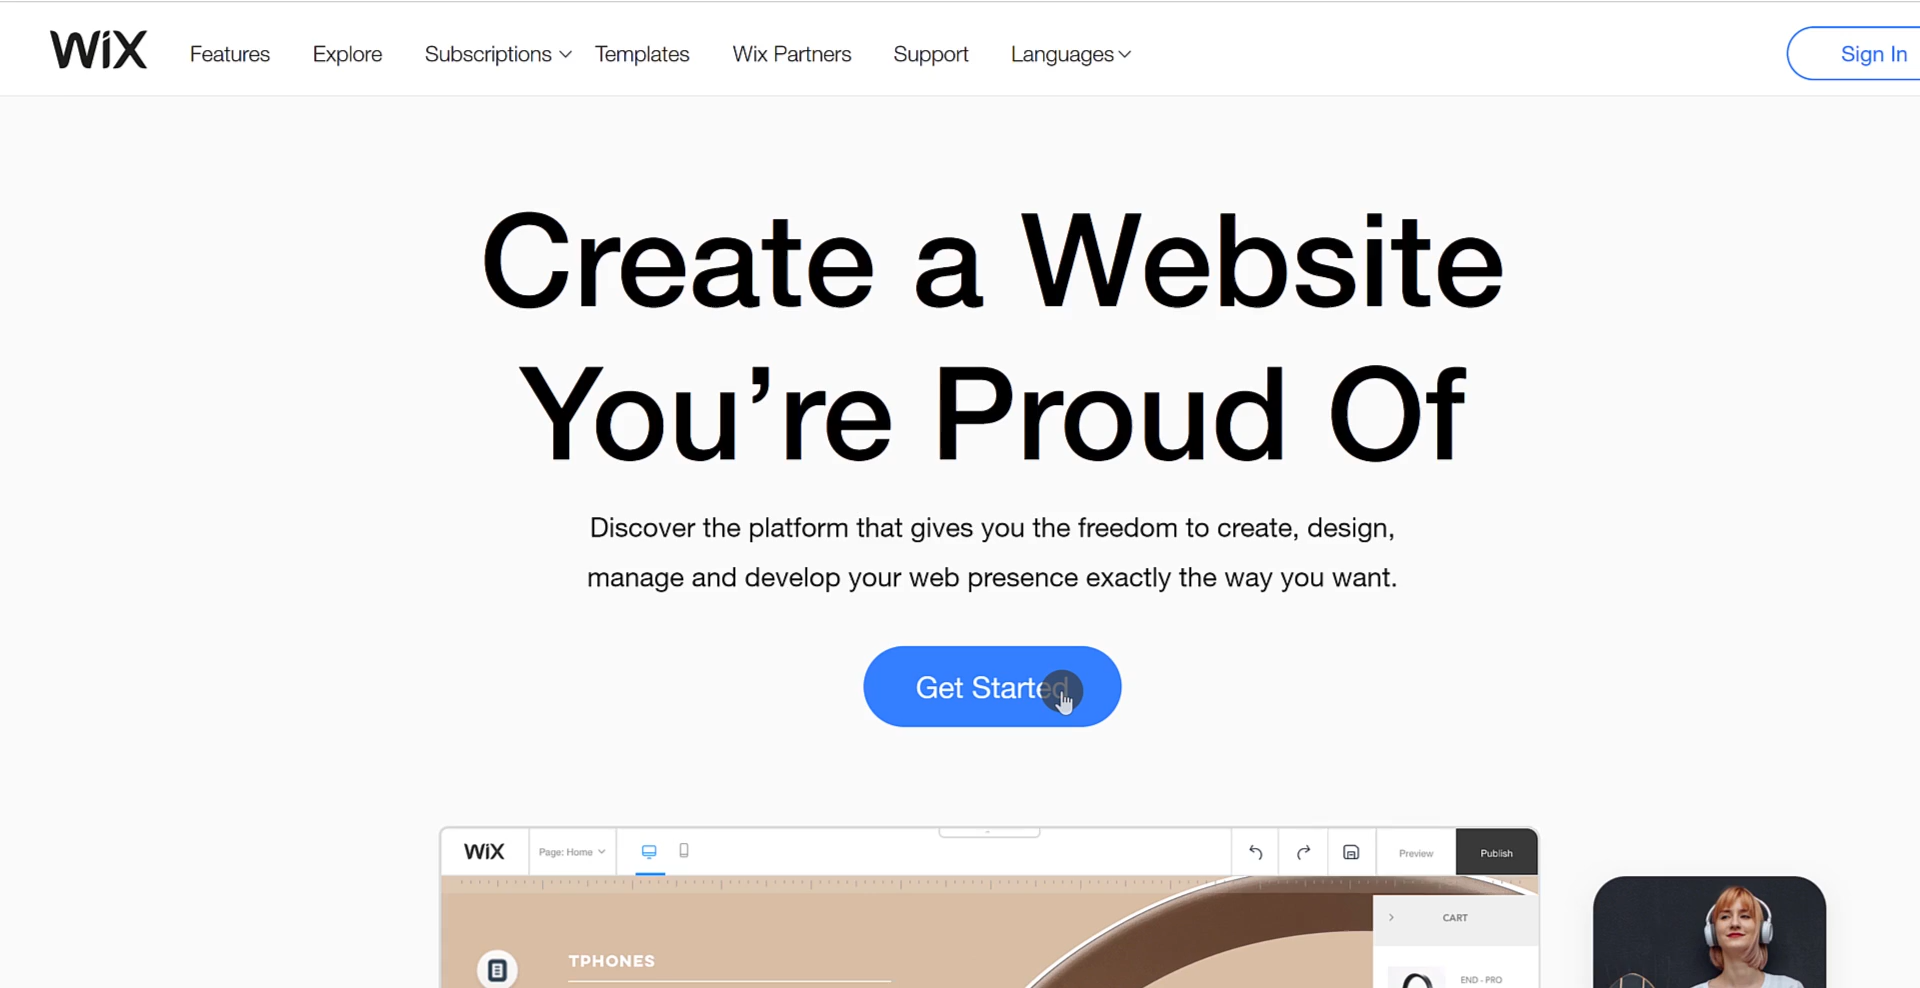 WiX Features Explore Subscriptions Templates Wix Partners Support Languages Sign In
Create a Website
You’re Proud Of
Discover the platform that gives you the freedom to create, design,
manage and develop your web presence exactly the way you want.
Get Started
WiX Page: Home Preview Publish
CART
TPHONES
END - PRO